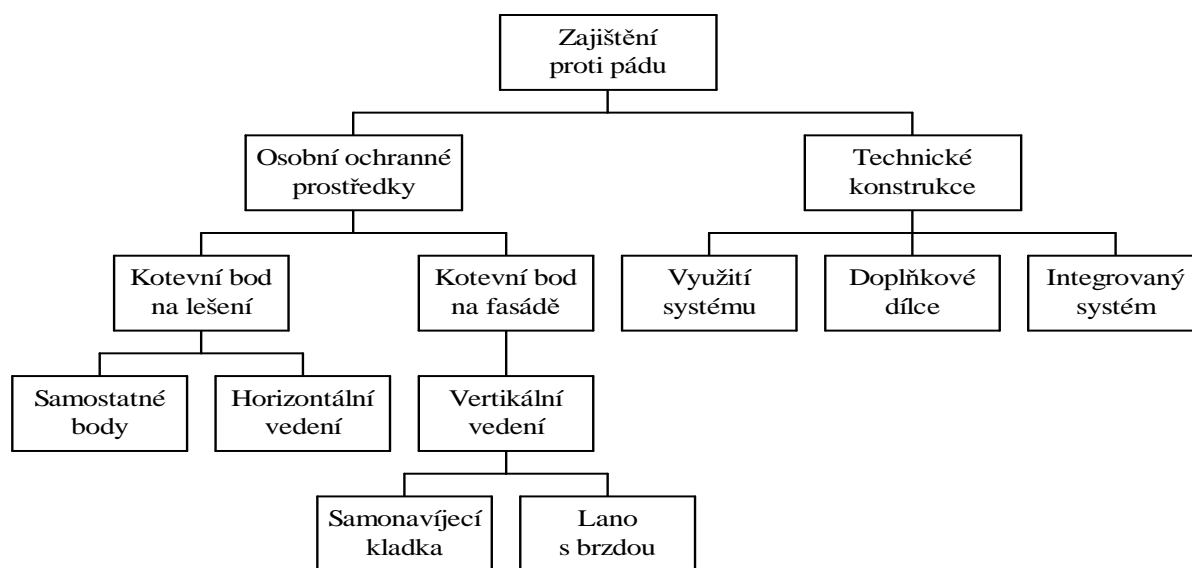 Zajištění
proti pádu
Osobní ochranné
prostředky
Technické
konstrukce
Kotevní bod
na lešení
Kotevní bod
na fasádě
Využití
systému
Doplňkové
dílce
Integrovaný
systém
Samostatné
body
Horizontální
vedení
Vertikální
vedení
Samonavíjecí
kladka
Lano
s brzdou